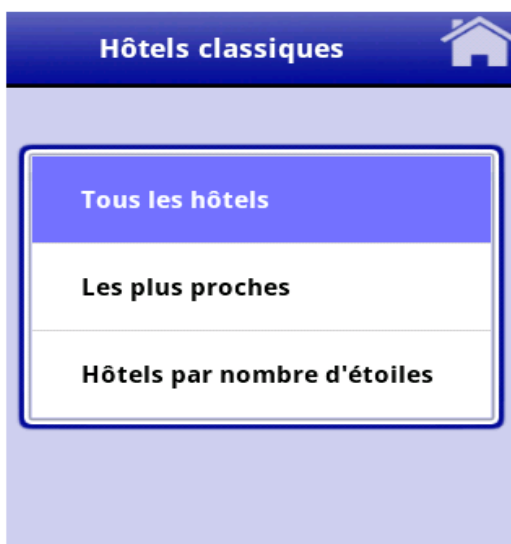 Hôtels classiques
Tous les hôtels
Les plus proches
Hôtels par nombre d'étoiles